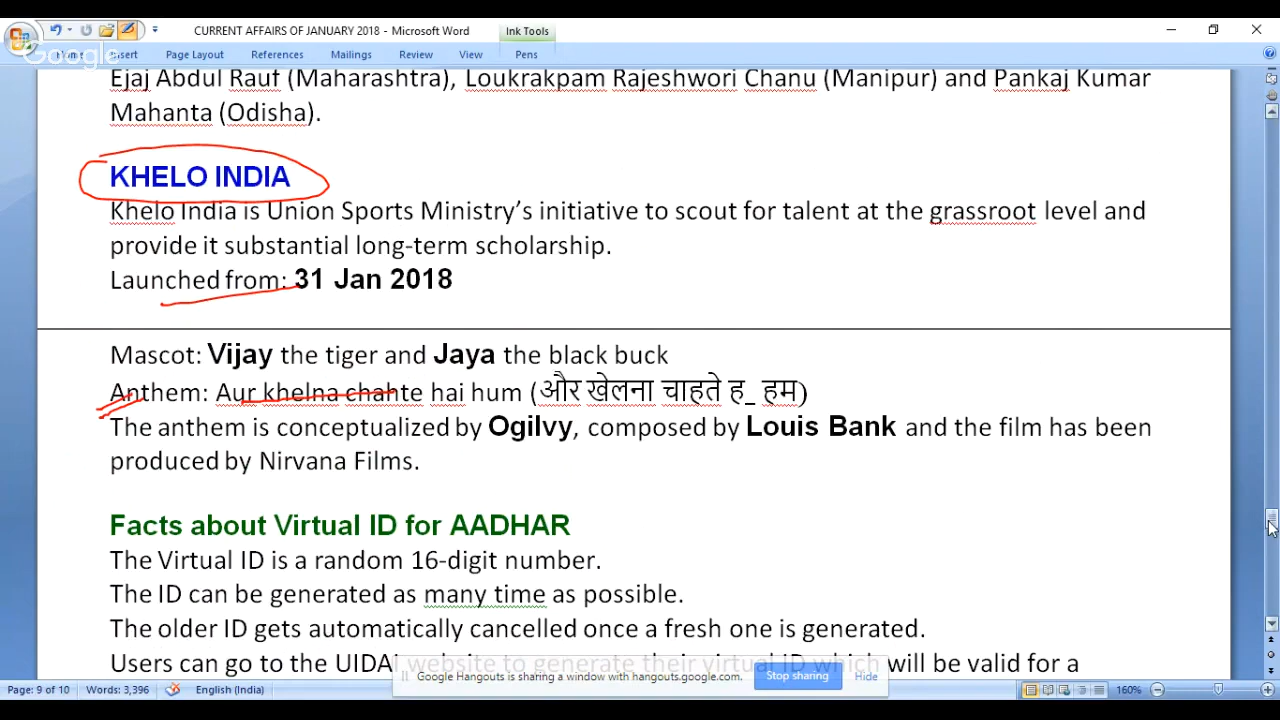 CURRENT AFFAIRS OF JANUARY 2018 - Microsoft Word
Ink Tools
Google
Home Insert Page Layout References Mailings Review View Pens
Ejaj Abdul Rauf (Maharashtra), Loukrakpam Rajeshwori Chanu (Manipur) and Pankaj Kumar
Mahanta (Odisha).
KHELO INDIA
Khelo India is Union Sports Ministry's initiative to scout for talent at the grassroot level and
provide it substantial long-term scholarship.
Launched from: 31 Jan 2018
Mascot: Vijay the tiger and Jaya the black buck
Anthem: Aur khelna chahte hai hum (और खेलना चाहते ह_ हम)
The anthem is conceptualized by Ogilvy, composed by Louis Bank and the film has been
produced by Nirvana Films.
Facts about Virtual ID for AADHAR
The Virtual ID is a random 16-digit number.
The ID can be generated as many time as possible.
The older ID gets automatically cancelled once a fresh one is generated.
Users can go to the UIDAI website to generate their virtual ID which will be valid for a
Google Hangouts is sharing a window with hangouts.google.com. Stop sharing Hide
Page: 9 of 10 Words: 3,396 English (India) 160%